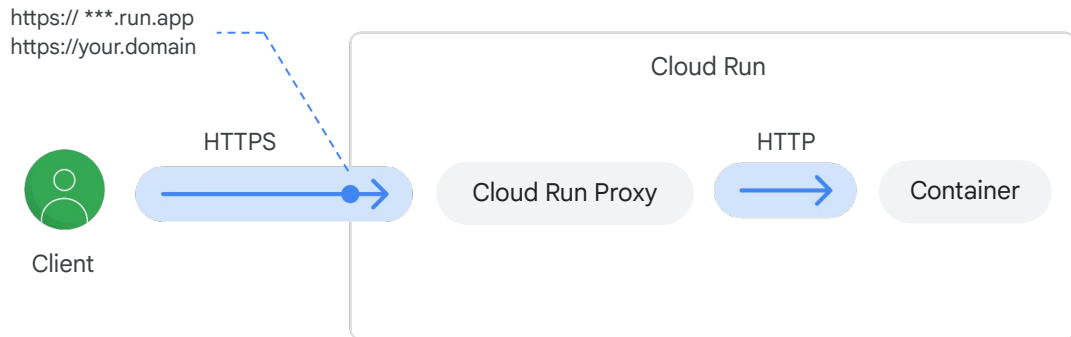 https:// ***.run.app
https://your.domain
Cloud Run
HTTPS
HTTP
Cloud Run Proxy
Container
Client